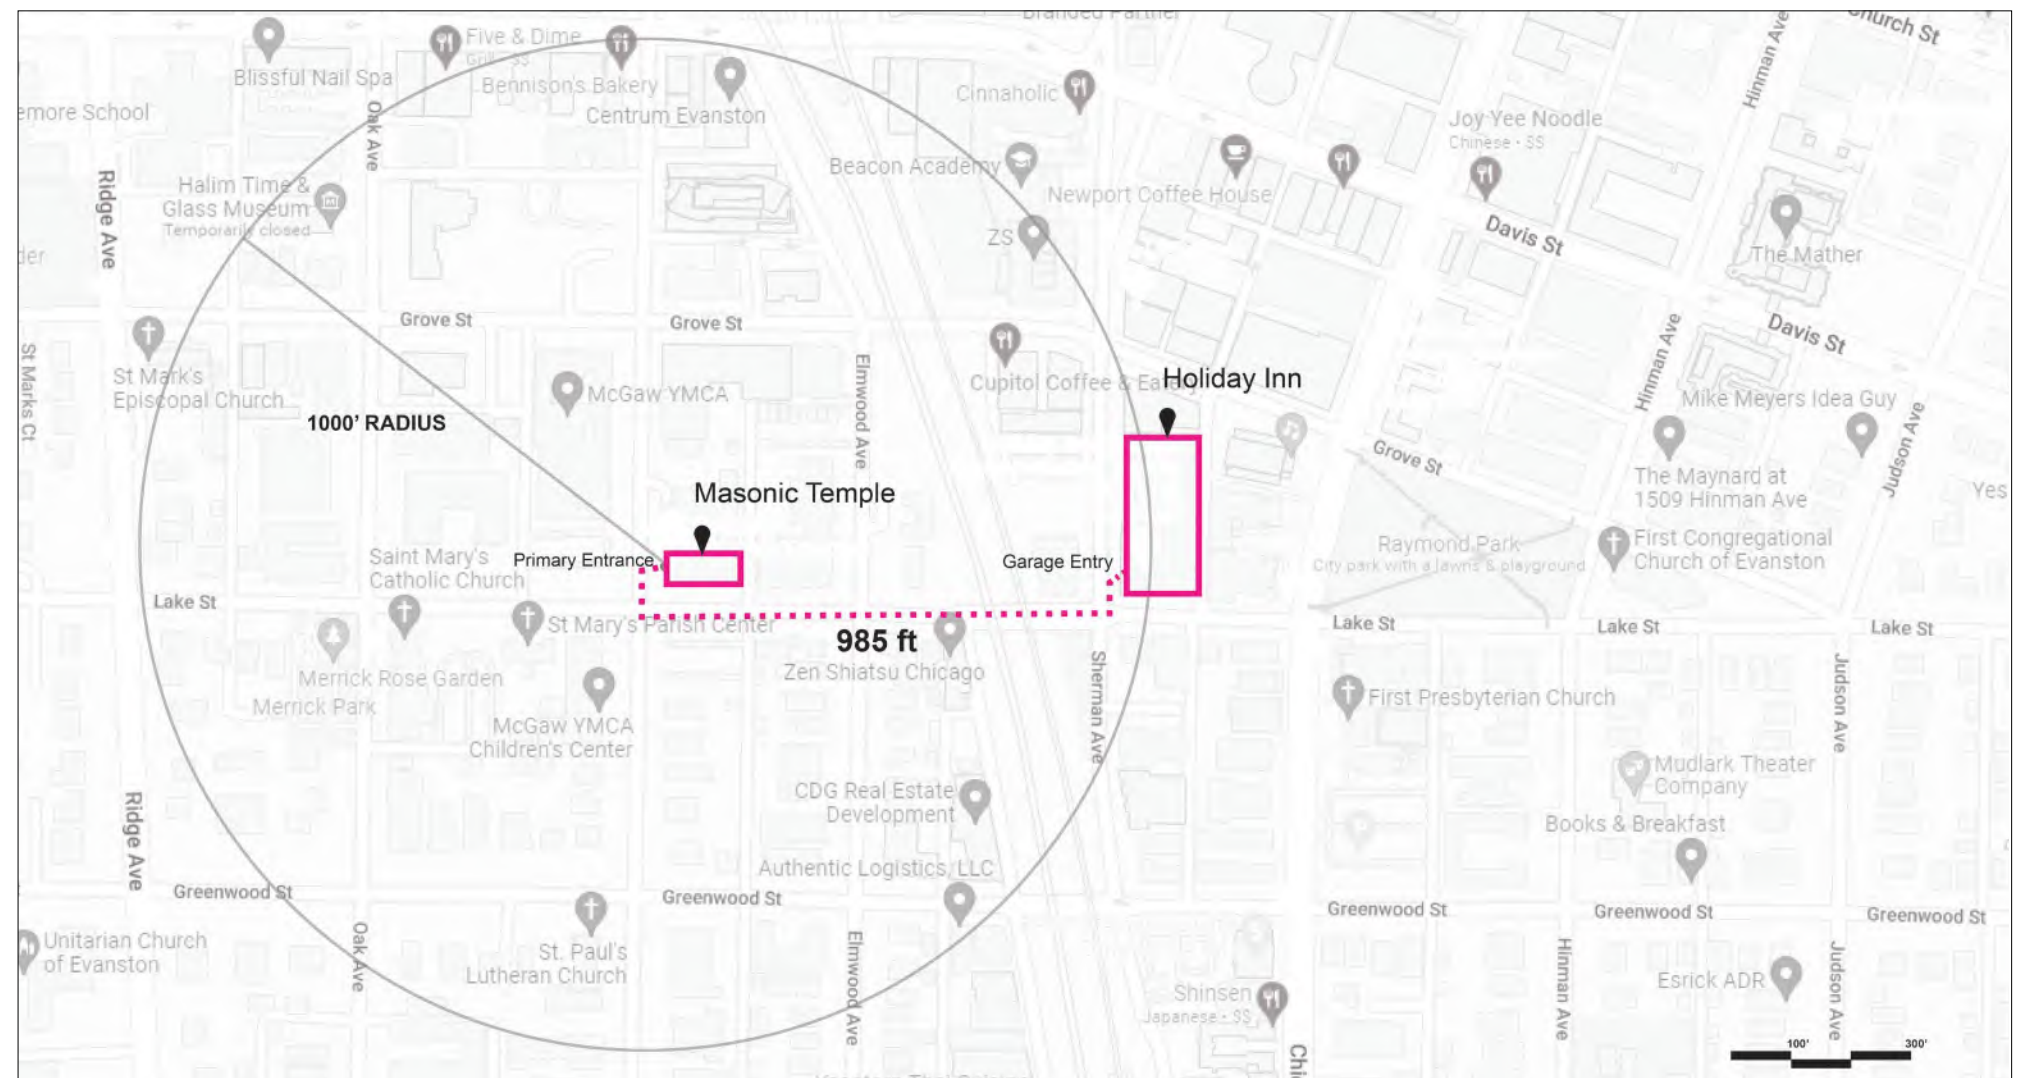 Church St
Five & Dime
Grill · $$
Blissful Nail Spa
Bennison's Bakery
Centrum Evanston
Cinnaholic
Hinman Ave
emore School
Oak Ave
Joy Yee Noodle
Chinese · $$
Beacon Academy
Newport Coffee House
Ridge Ave
Halim Time &
Glass Museum
Temporarily closed
ZS
Davis St
The Mather
der
Grove St
Grove St
Davis St
St Marks Ct
St Mark's
Episcopal Church
McGaw YMCA
Elmwood Ave
Cupitol Coffee & Eatery
Holiday Inn
Hinman Ave
Mike Meyers Idea Guy
Judson Ave
1000' RADIUS
Grove St
The Maynard at
1509 Hinman Ave
Yes
Masonic Temple
Primary Entrance
Garage Entry
Saint Mary's
Catholic Church
Raymond Park
City park with a lawns & playground
First Congregational
Church of Evanston
Lake St
St Mary's Parish Center
985 ft
Lake St
Lake St
Lake St
Merrick Rose Garden
Merrick Park
Zen Shiatsu Chicago
Sherman Ave
First Presbyterian Church
Judson Ave
McGaw YMCA
Children's Center
Mudlark Theater
Company
Ridge Ave
CDG Real Estate
Development
Books & Breakfast
Authentic Logistics, LLC
Greenwood St
Greenwood St
Greenwood St
Greenwood St
Greenwood St
Unitarian Church
of Evanston
Oak Ave
St. Paul's
Lutheran Church
Elmwood Ave
Hinman Ave
Judson Ave
Esrick ADR
Shinsen
Japanese · $$
Chi
100'
300'